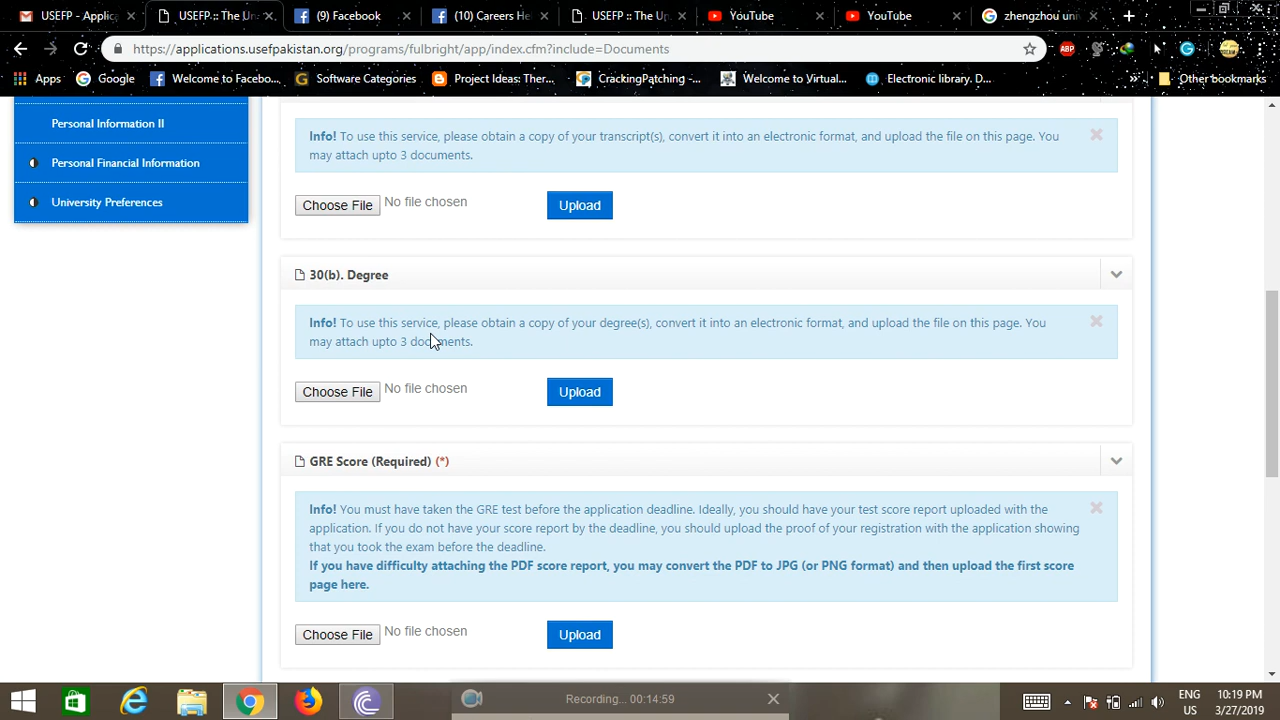 USEFP - Applic
USEFP :: The Un
(9) Facebook
(10) Careers He
USEFP :: The Up
YouTube
YouTube
zhengzhou uni
https://applications.usefpakistan.org/programs/fulbright/app/index.cfm?include=Documents
ABP
Apps
Google
Welcome to Facebo...
Software Categories
Project Ideas: Ther...
CrackingPatching -...
Welcome to Virtual...
Electronic library. D...
Other bookmarks
Personal Information II
Personal Financial Information
University Preferences
Info! To use this service, please obtain a copy of your transcript(s), convert it into an electronic format, and upload the file on this page. You
may attach upto 3 documents.
Choose File No file chosen Upload
30(b). Degree
Info! To use this service, please obtain a copy of your degree(s), convert it into an electronic format, and upload the file on this page. You
may attach upto 3 documents.
Choose File No file chosen Upload
GRE Score (Required) (*)
Info! You must have taken the GRE test before the application deadline. Ideally, you should have your test score report uploaded with the
application. If you do not have your score report by the deadline, you should upload the proof of your registration with the application showing
that you took the exam before the deadline.
If you have difficulty attaching the PDF score report, you may convert the PDF to JPG (or PNG format) and then upload the first score
page here.
Choose File No file chosen Upload
Recording... 00:14:59
ENG
US
10:19 PM
3/27/2019